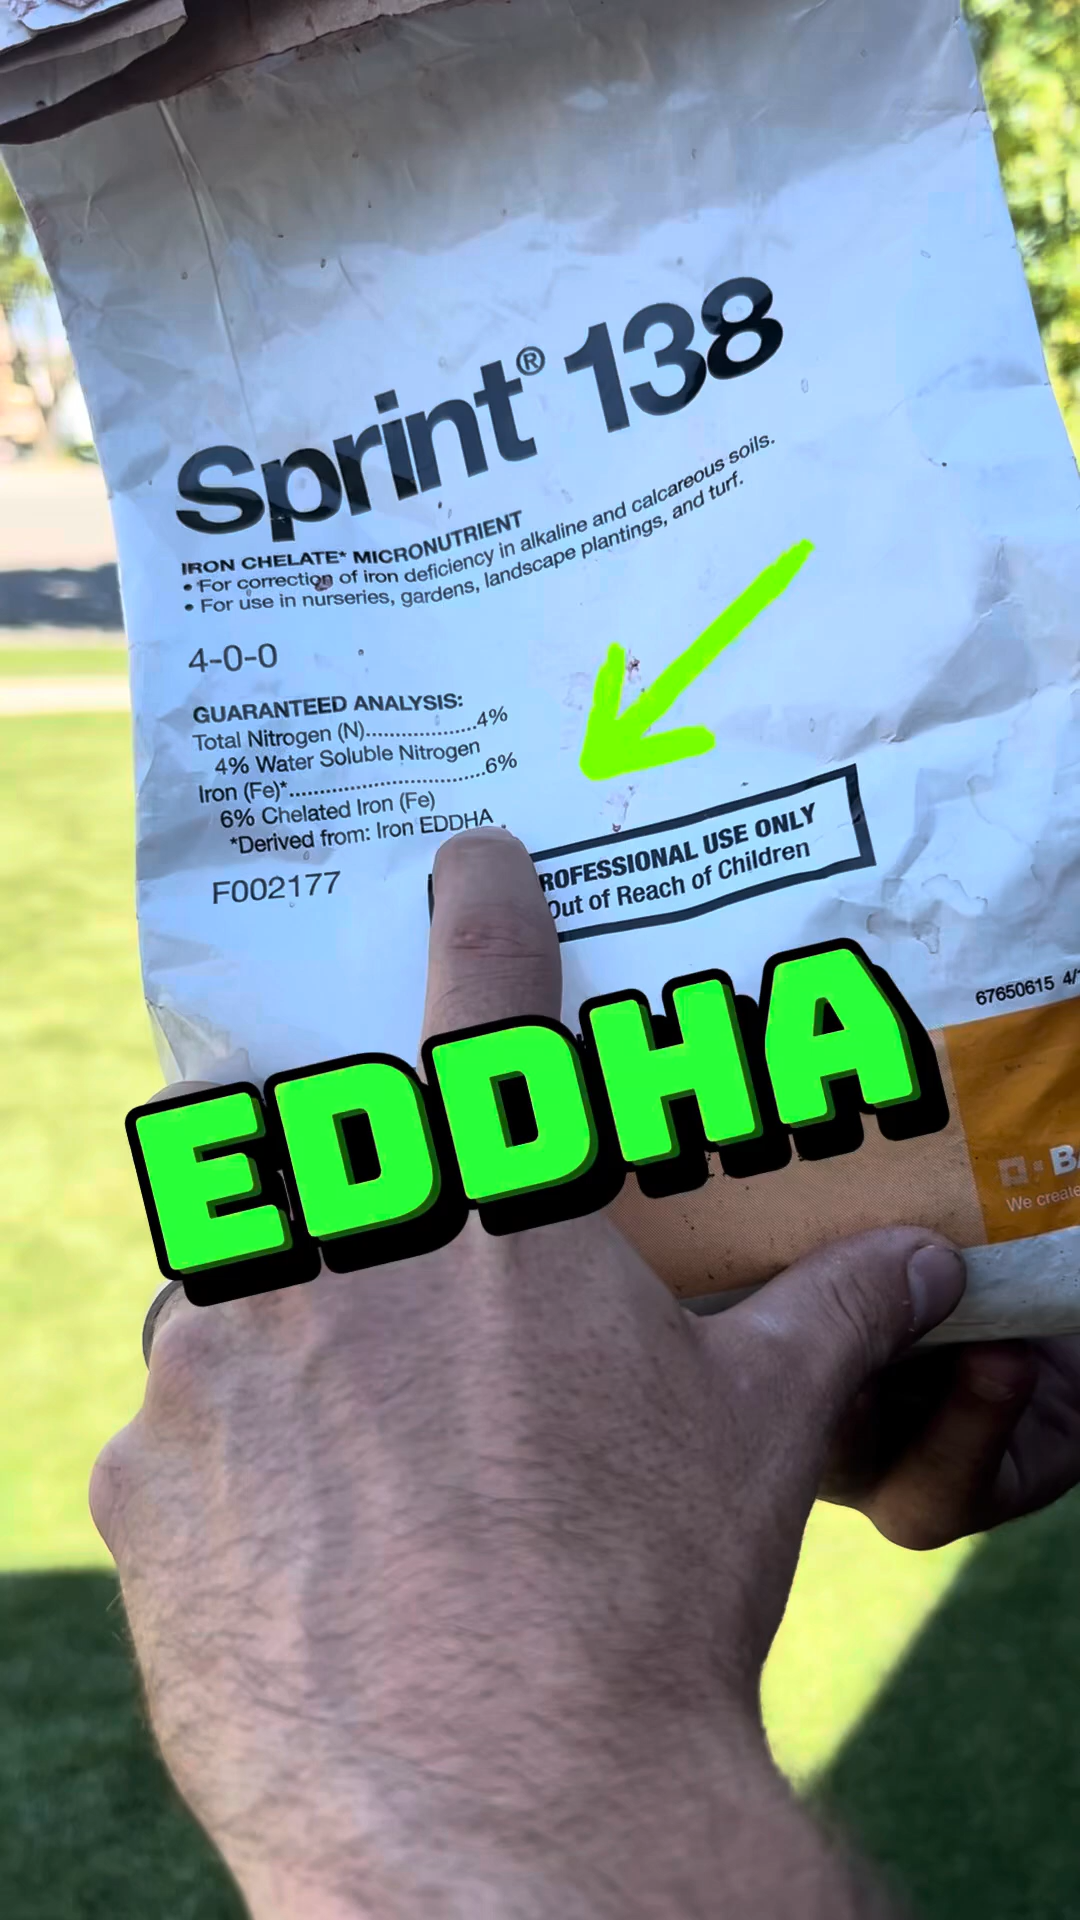 Sprint® 138
IRON CHELATE* MICRONUTRIENT
• For correction of iron deficiency in alkaline and calcareous soils.
• For use in nurseries, gardens, landscape plantings, and turf.
4-0-0
GUARANTEED ANALYSIS:
Total Nitrogen (N)..................4%
4% Water Soluble Nitrogen
Iron (Fe)*..............................6%
6% Chelated Iron (Fe)
*Derived from: Iron EDDHA
F002177
ROFESSIONAL USE ONLY
Out of Reach of Children
67650615 4/
EDDHA
We create